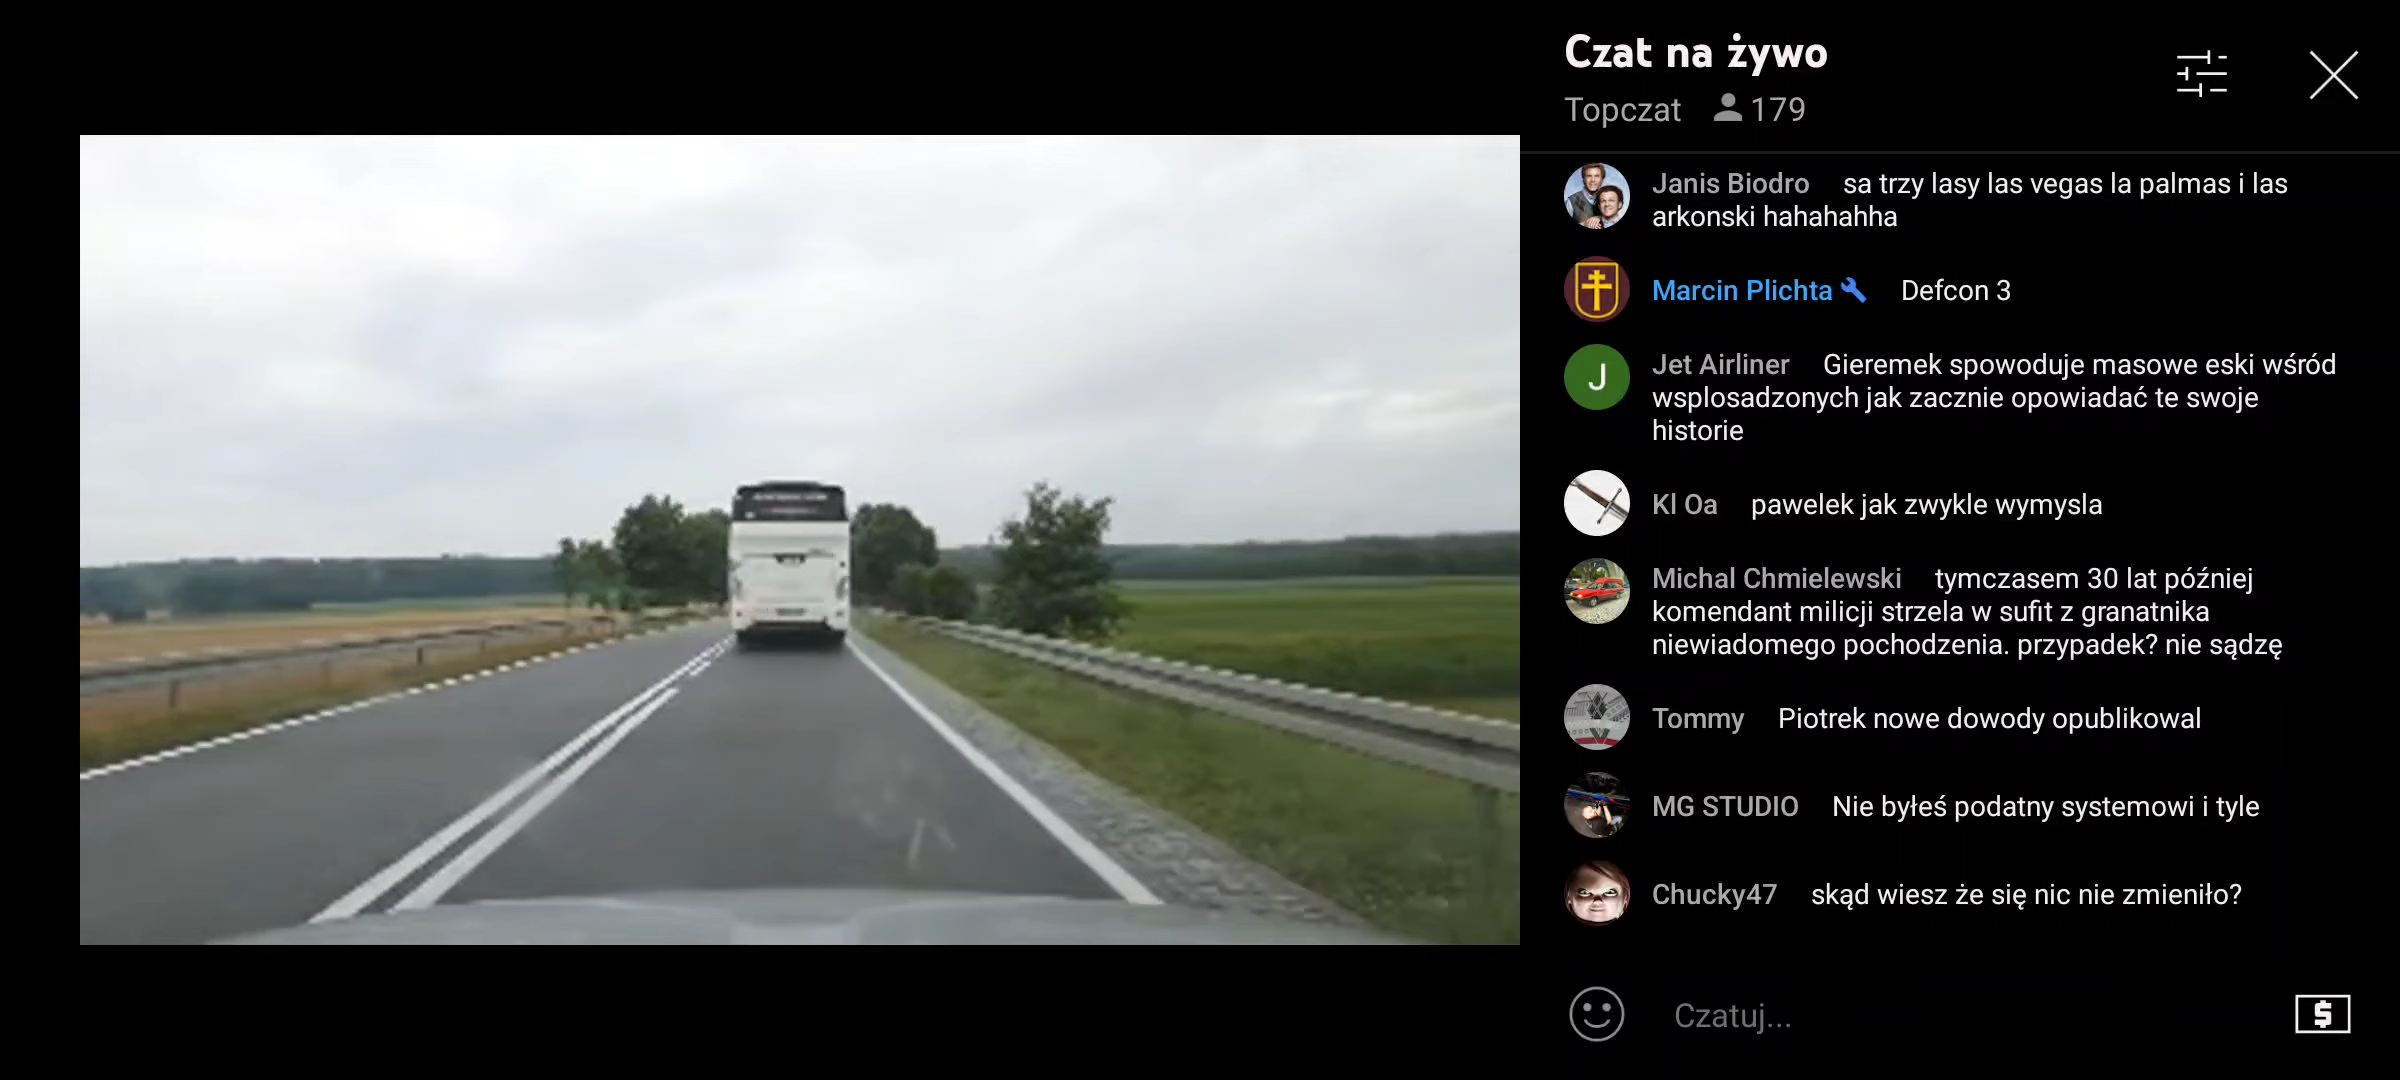 Czat na żywo
Topczat 179
Janis Biodro sa trzy lasy las vegas la palmas i las
arkonski hahahahha
Marcin Plichta Defcon 3
J
Jet Airliner Gieremek spowoduje masowe eski wśród
wsplosadzonych jak zacznie opowiadać te swoje
historie
Kl Oa pawelek jak zwykle wymysla
Michal Chmielewski tymczasem 30 lat później
komendant milicji strzela w sufit z granatnika
niewiadomego pochodzenia. przypadek? nie sądzę
Tommy Piotrek nowe dowody opublikowal
MG STUDIO Nie byłeś podatny systemowi i tyle
Chucky47 skąd wiesz że się nic nie zmieniło?
Czatuj...
$